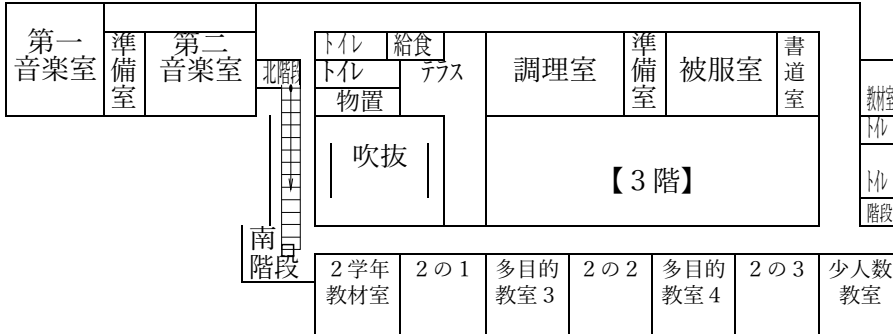 第一
音楽室
準
備
室
第二
音楽室
北階段
トイレ
給食
トイレ
テラス
物置
吹抜
調理室
準
備
室
被服室
書
道
室
教材室
トイレ
トイレ
階段
【3階】
南
階段
2学年
教材室
2の1
多目的
教室3
2の2
多目的
教室4
2の3
少人数
教室